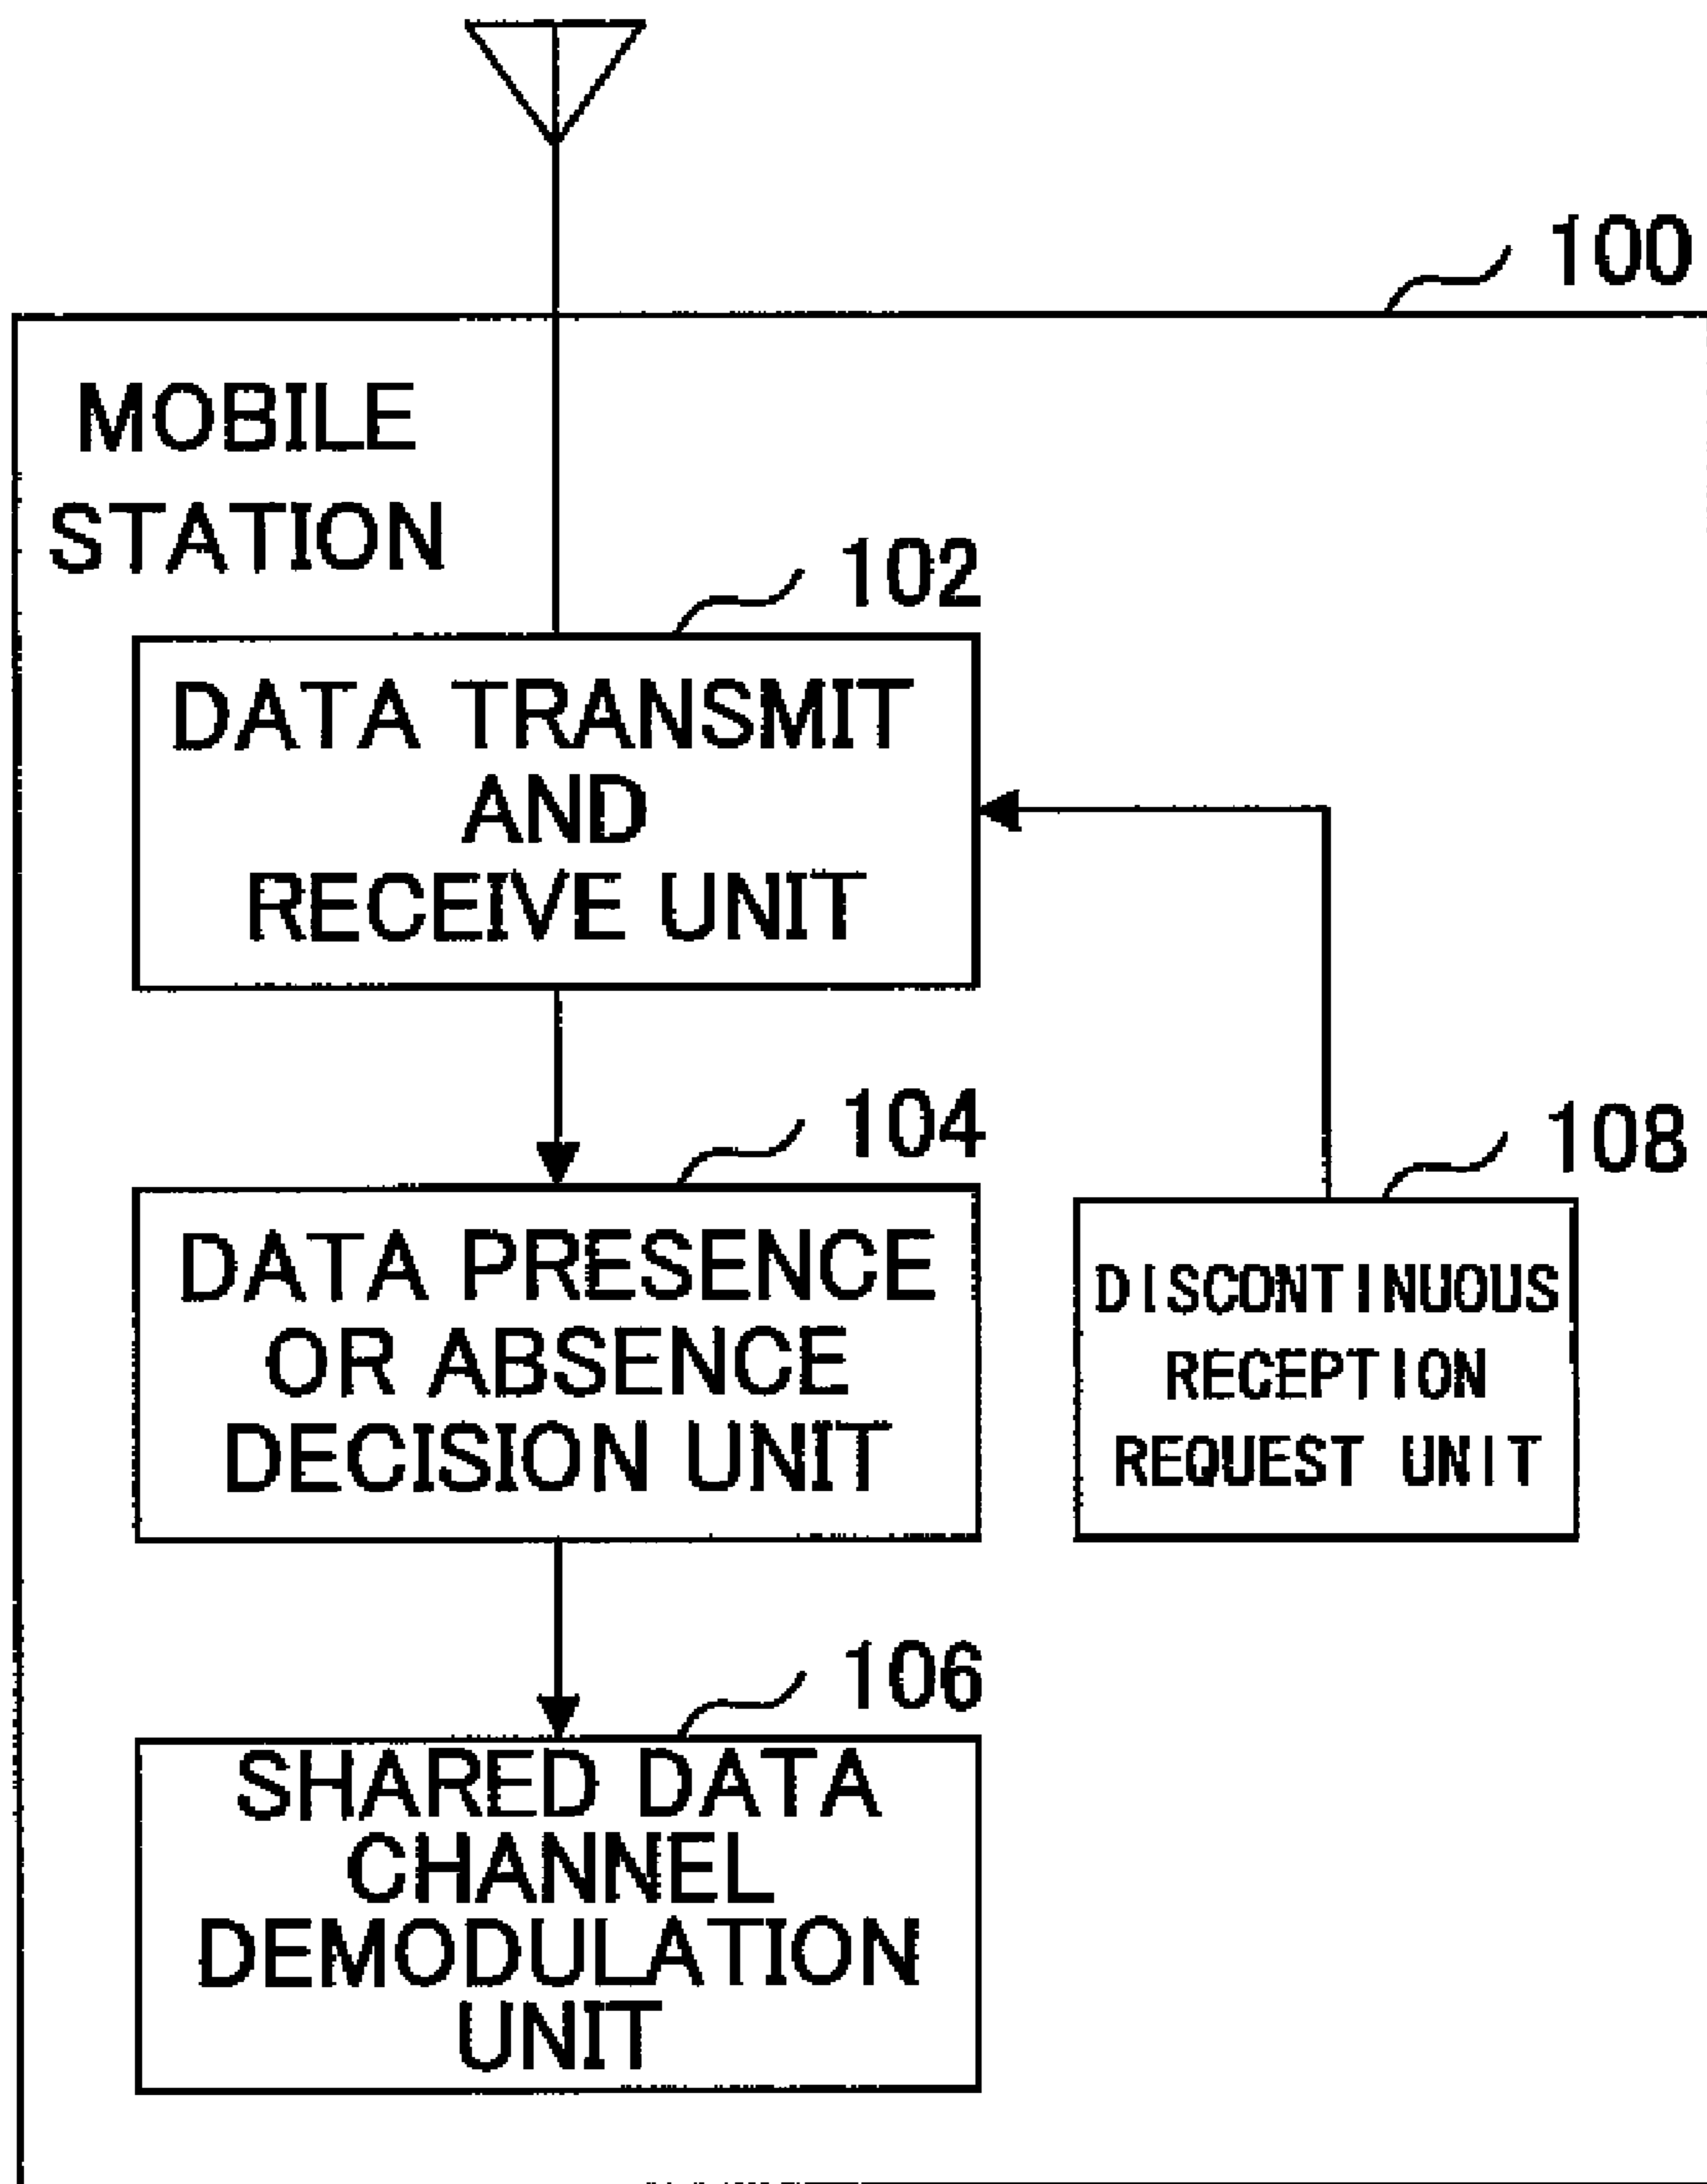 100
MOBILE
STATION
102
DATA TRANSMIT
AND
RECEIVE UNIT
104
DATA PRESENCE
OR ABSENCE
DECISION UNIT
108
DISCONTINUOUS
RECEPTION
REQUEST UNIT
106
SHARED DATA
CHANNEL
DEMODULATION
UNIT